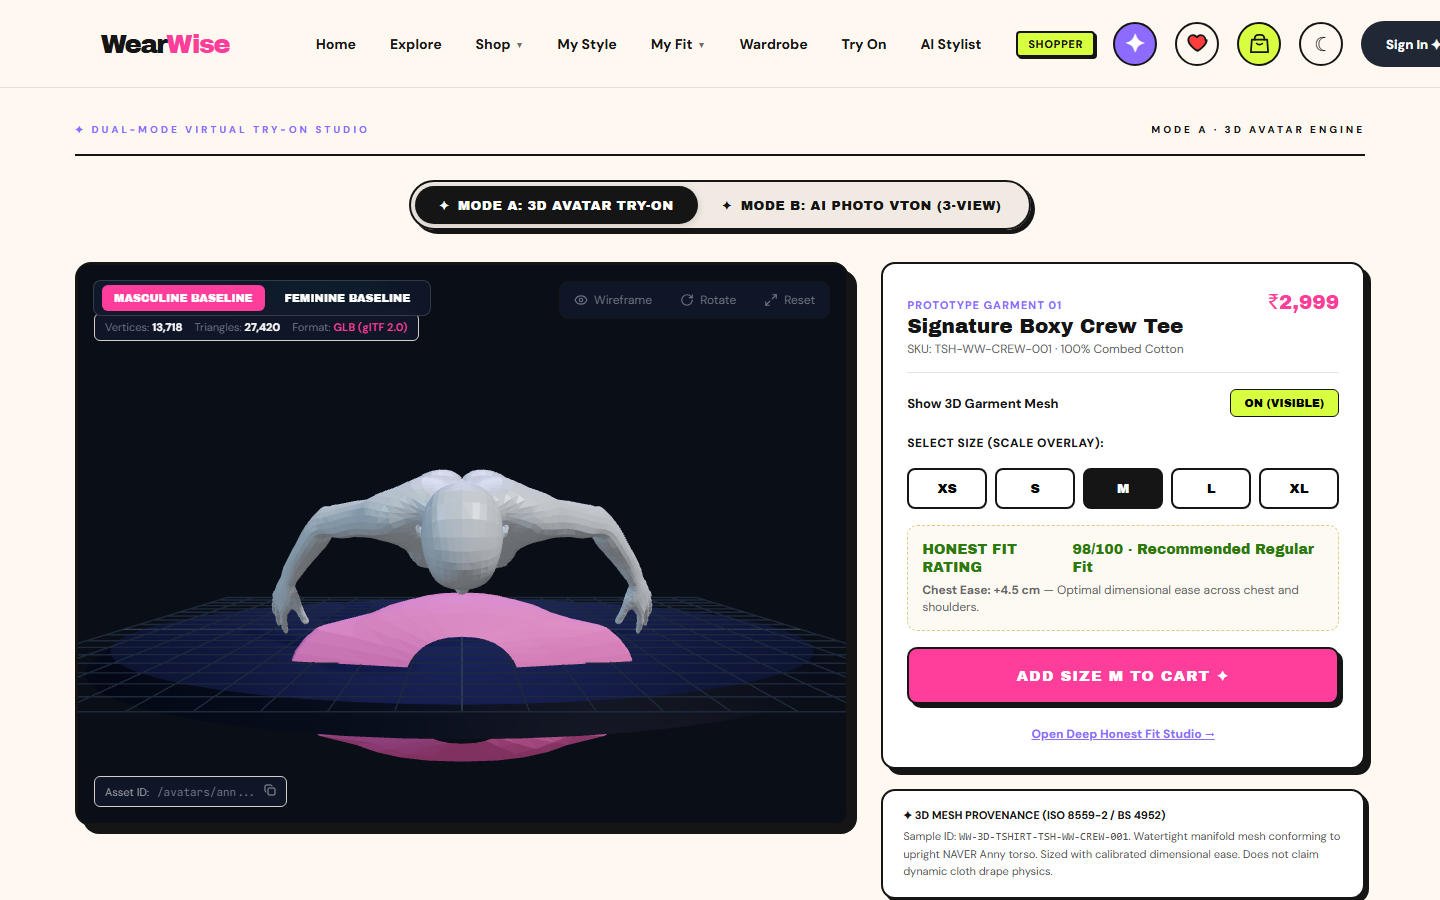 WearWise
Home Explore Shop ▾ My Style My Fit ▾ Wardrobe Try On AI Stylist SHOPPER Sign In ✦
✦ DUAL-MODE VIRTUAL TRY-ON STUDIO
MODE A · 3D AVATAR ENGINE
✦ MODE A: 3D AVATAR TRY-ON ✦ MODE B: AI PHOTO VTON (3-VIEW)
MASCULINE BASELINE FEMININE BASELINE
Wireframe Rotate Reset
Vertices: 13,718 Triangles: 27,420 Format: GLB (glTF 2.0)
Asset ID: /avatars/ann...
PROTOTYPE GARMENT 01
₹2,999
Signature Boxy Crew Tee
SKU: TSH-WW-CREW-001 · 100% Combed Cotton
Show 3D Garment Mesh ON (VISIBLE)
SELECT SIZE (SCALE OVERLAY):
XS S M L XL
HONEST FIT RATING
98/100 · Recommended Regular Fit
Chest Ease: +4.5 cm — Optimal dimensional ease across chest and
shoulders.
ADD SIZE M TO CART ✦
Open Deep Honest Fit Studio →
✦ 3D MESH PROVENANCE (ISO 8559-2 / BS 4952)
Sample ID: WW-3D-TSHIRT-TSH-WW-CREW-001. Watertight manifold mesh conforming to
upright NAVER Anny torso. Sized with calibrated dimensional ease. Does not claim
dynamic cloth drape physics.